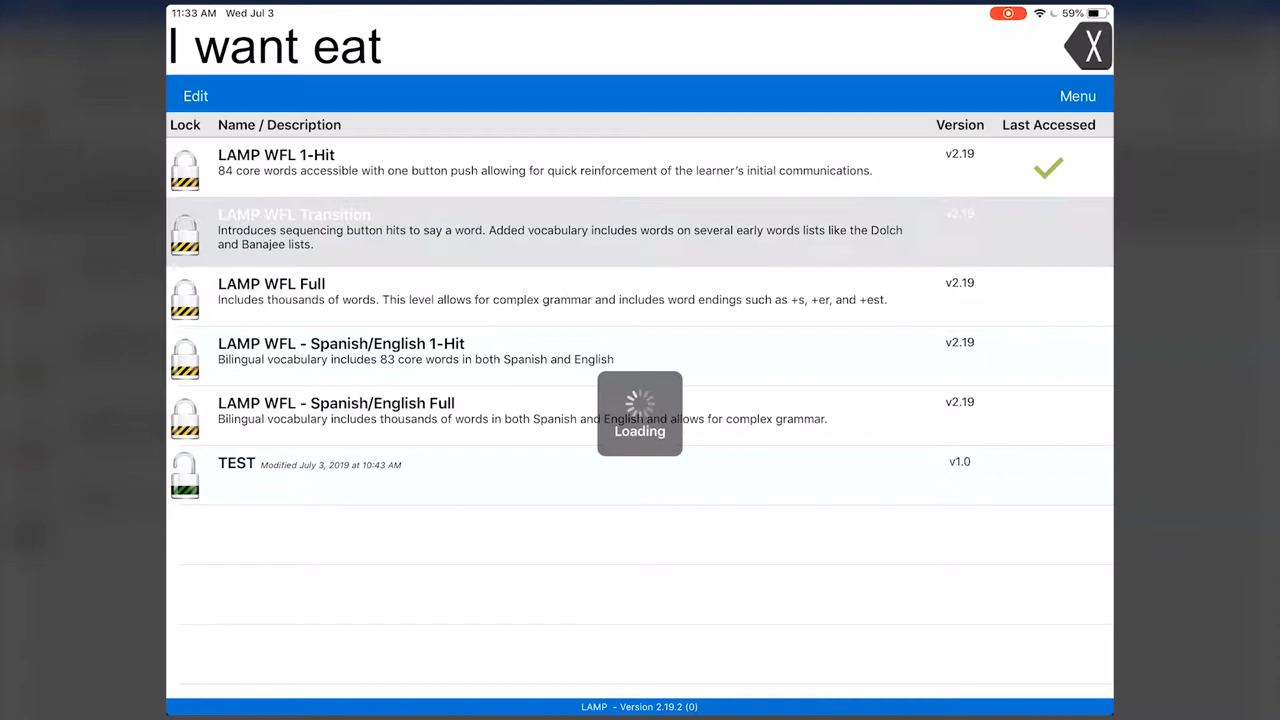 11:33 AM Wed Jul 3
59%
I want eat
X
Edit
Menu
Lock Name / Description Version Last Accessed
LAMP WFL 1-Hit v2.19
84 core words accessible with one button push allowing for quick reinforcement of the learner's initial communications.
LAMP WFL Transition v2.19
Introduces sequencing button hits to say a word. Added vocabulary includes words on several early words lists like the Dolch
and Banajee lists.
LAMP WFL Full v2.19
Includes thousands of words. This level allows for complex grammar and includes word endings such as +s, +er, and +est.
LAMP WFL - Spanish/English 1-Hit v2.19
Bilingual vocabulary includes 83 core words in both Spanish and English
LAMP WFL - Spanish/English Full v2.19
Bilingual vocabulary includes thousands of words in both Spanish and English and allows for complex grammar.
Loading
TEST Modified July 3, 2019 at 10:43 AM v1.0
LAMP - Version 2.19.2 (0)